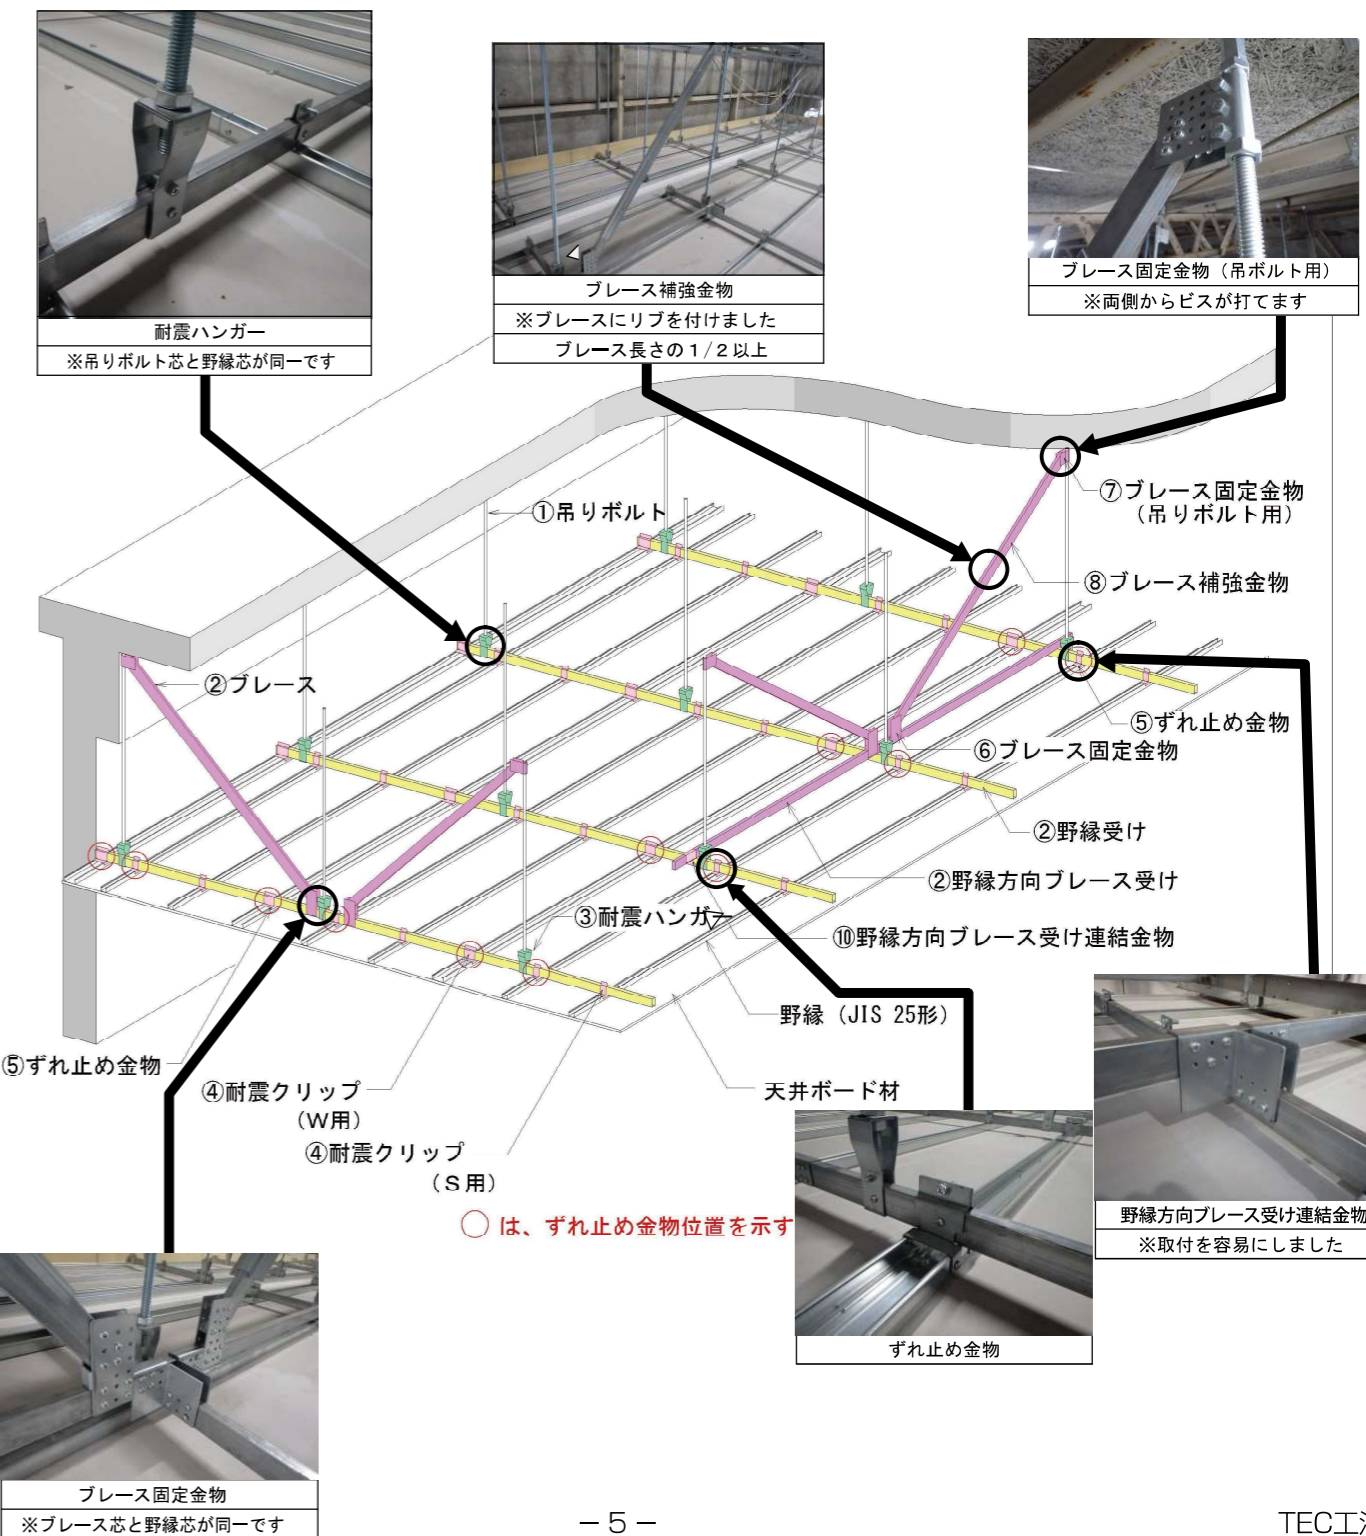 耐震ハンガー
※吊りボルト芯と野縁芯が同一です
ブレース補強金物
※ブレースにリブを付けました
ブレース長さの1/2以上
ブレース固定金物（吊ボルト用）
※両側からビスが打てます
①吊りボルト
⑦ブレース固定金物
（吊りボルト用）
⑧ブレース補強金物
②ブレース
⑤ずれ止め金物
⑥ブレース固定金物
②野縁受け
②野縁方向ブレース受け
③耐震ハンガー
⑩野縁方向ブレース受け連結金物
野縁（JIS 25形）
⑤ずれ止め金物
④耐震クリップ
（W用）
天井ボード材
④耐震クリップ
（S用）
○は、ずれ止め金物位置を示す
野縁方向ブレース受け連結金物
※取付を容易にしました
ずれ止め金物
ブレース固定金物
※ブレース芯と野縁芯が同一です
－5－
TEC工